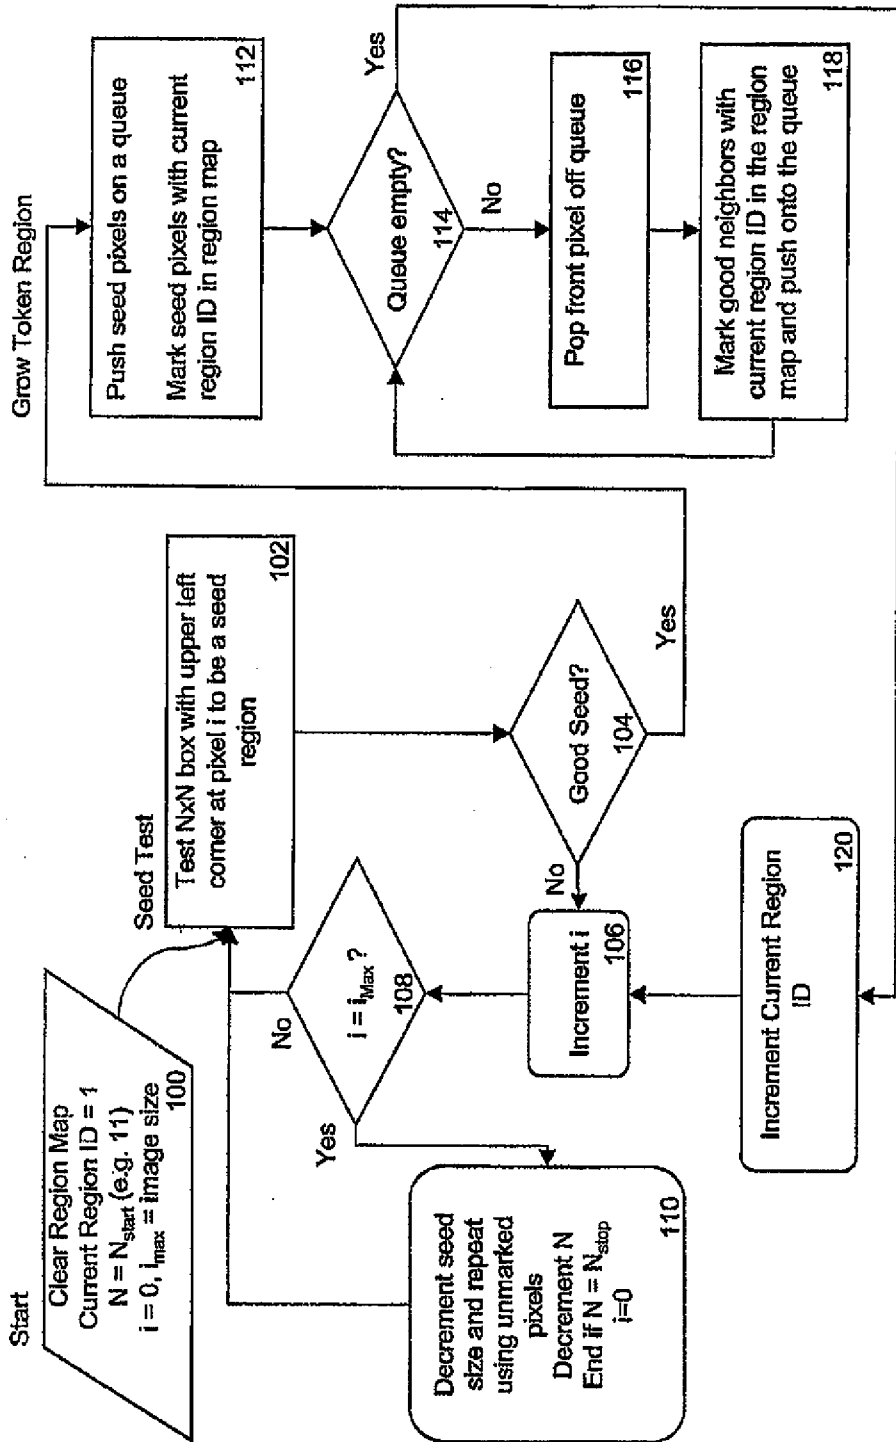 Start
Clear Region Map
Current Region ID = 1
N = Nstart (e.g. 11)
i = 0, imax = image size
100
Seed Test
Test NxN box with upper left
corner at pixel i to be a seed
region
102
Good Seed?
104
No
Yes
Increment i
106
i = iMax ?
108
No
Yes
Decrement seed
size and repeat
using unmarked
pixels
Decrement N
End if N = Nstop
i=0
110
Grow Token Region
Push seed pixels on a queue
Mark seed pixels with current
region ID in region map
112
Queue empty?
114
Yes
No
Pop front pixel off queue
116
Mark good neighbors with
current region ID in the region
map and push onto the queue
118
Increment Current Region
ID
120